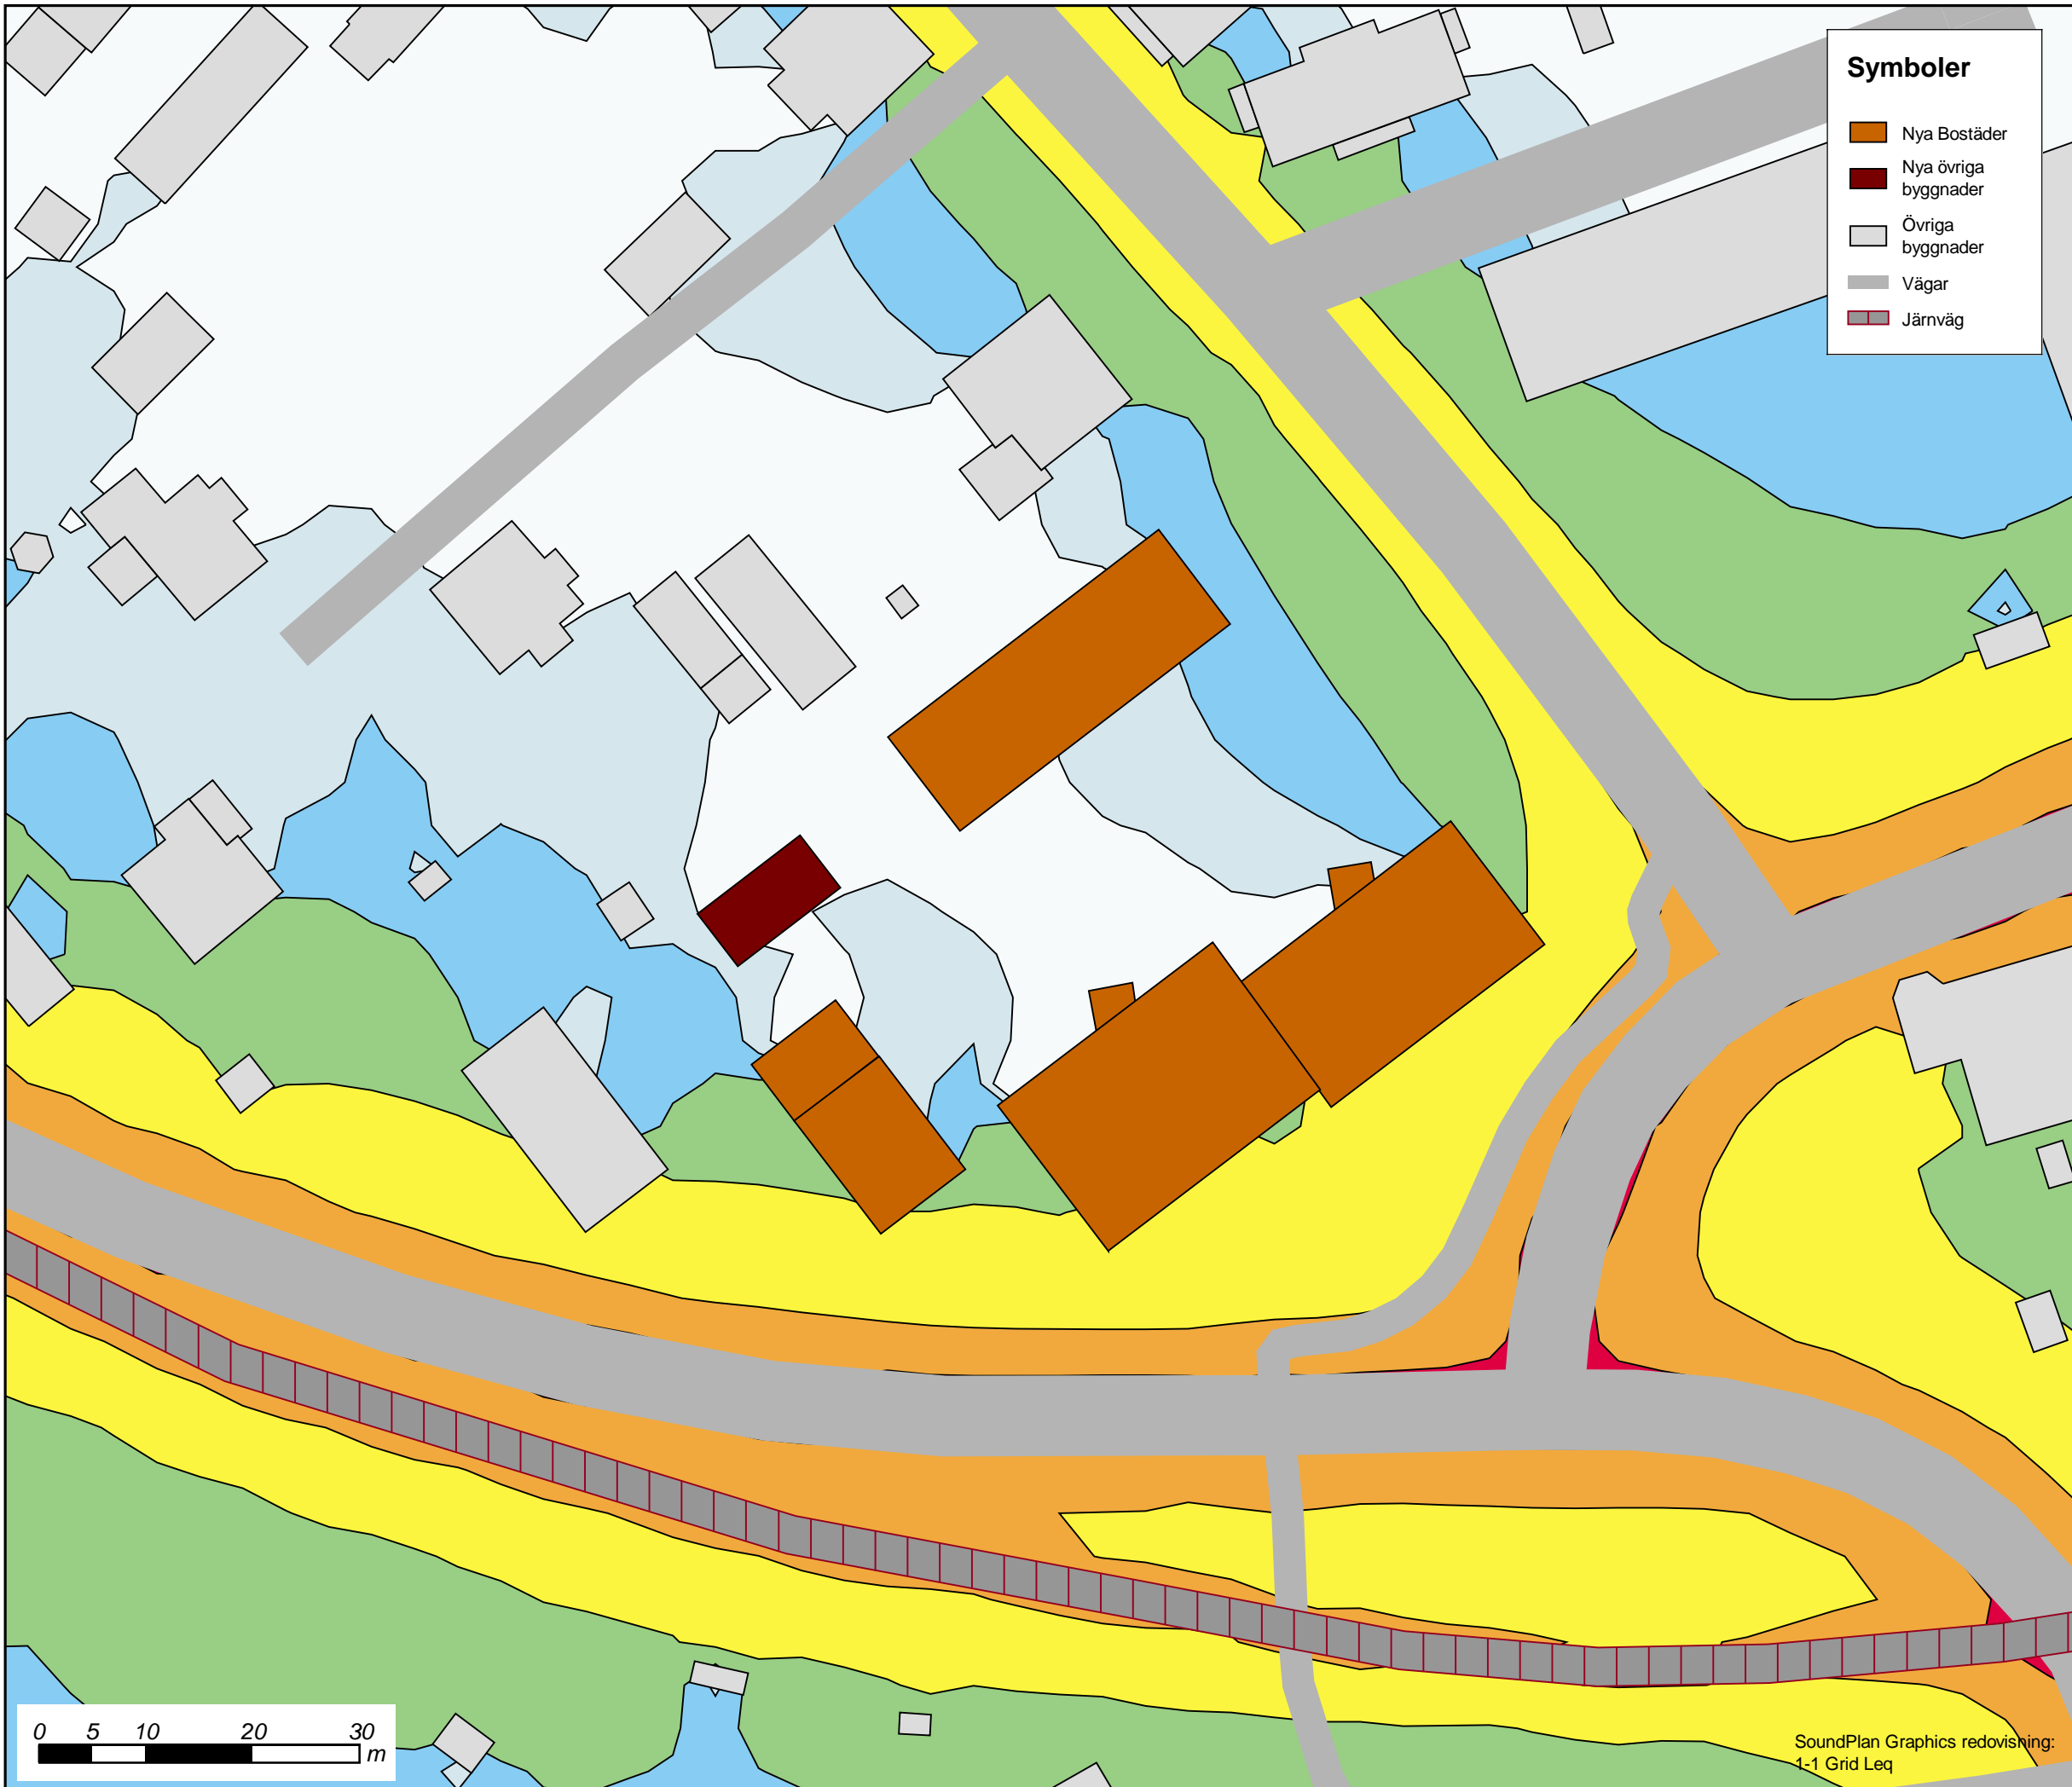 Symboler
Nya Bostäder
Nya övriga
byggnader
Övriga
byggnader
Vägar
Järnväg
0 5 10 20 30
m
SoundPlan Graphics redovisning:
1-1 Grid Leq